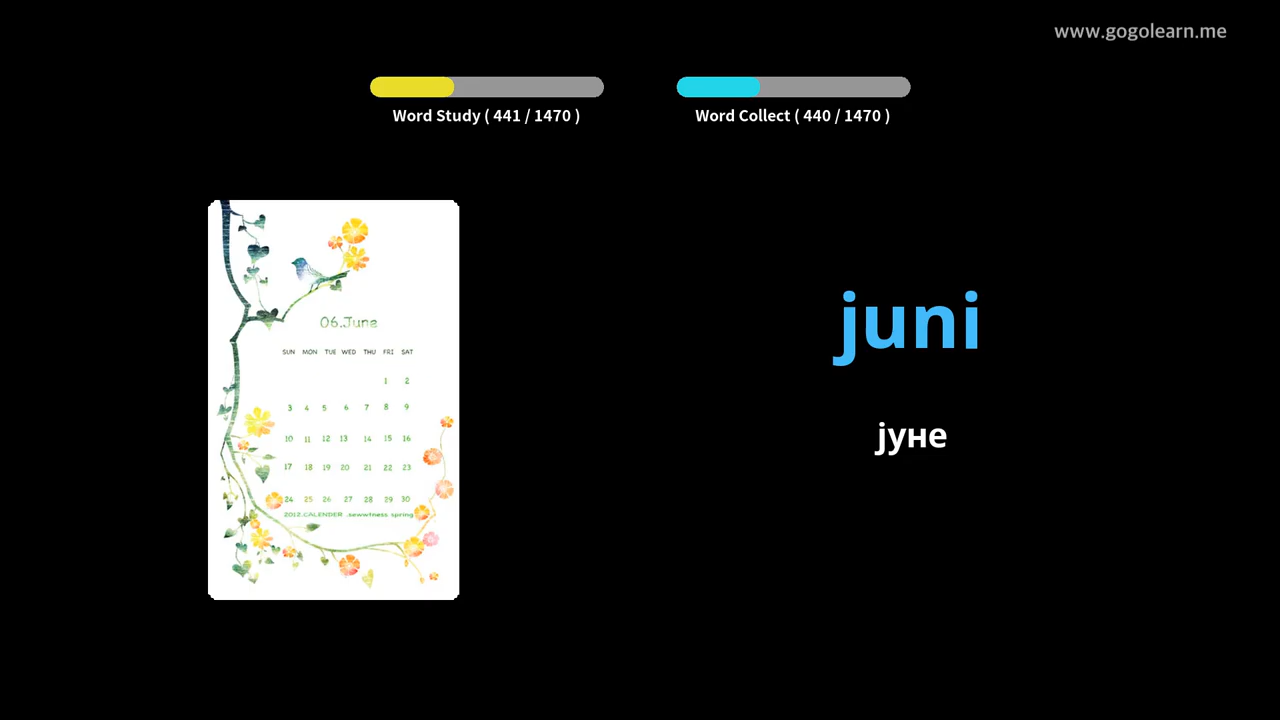 www.gogolearn.me
Word Study ( 441 / 1470 )
Word Collect ( 440 / 1470 )
06.June
SUN MON TUE WED THU FRI SAT
1 2
3 4 5 6 7 8 9
10 11 12 13 14 15 16
17 18 19 20 21 22 23
24 25 26 27 28 29 30
2012.CALENDER .sewwtness spring
juni
јуне